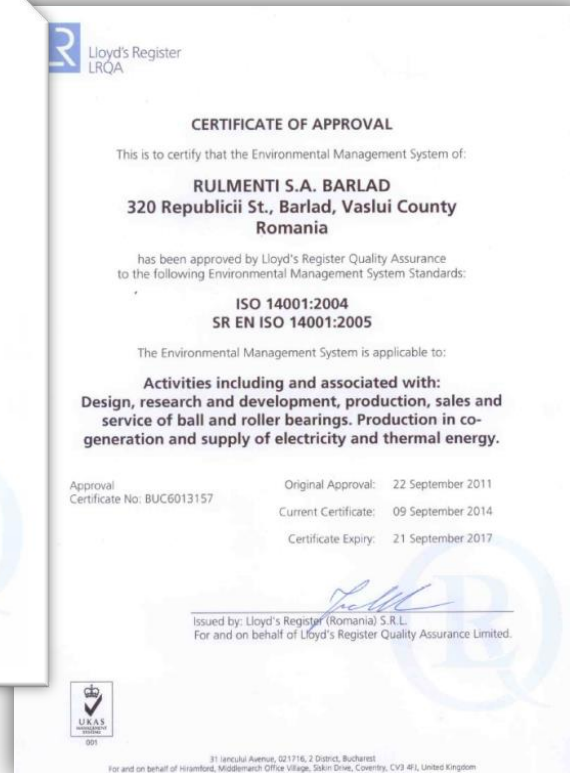 Lloyd's Register
LRQA
CERTIFICATE OF APPROVAL
This is to certify that the Environmental Management System of:
RULMENTI S.A. BARLAD
320 Republicii St., Barlad, Vaslui County
Romania
has been approved by Lloyd's Register Quality Assurance
to the following Environmental Management System Standards:
ISO 14001:2004
SR EN ISO 14001:2005
The Environmental Management System is applicable to:
Activities including and associated with:
Design, research and development, production, sales and
service of ball and roller bearings. Production in co-
generation and supply of electricity and thermal energy.
Approval
Certificate No: BUC6013157
Original Approval: 22 September 2011
Current Certificate: 09 September 2014
Certificate Expiry: 21 September 2017
Issued by: Lloyd's Register (Romania) S.R.L.
For and on behalf of Lloyd's Register Quality Assurance Limited.
UKAS
MANAGEMENT
SYSTEMS
001
31 Iancului Avenue, 021716, 2 District, Bucharest
For and on behalf of Hiramford, Middlemarch Office Village, Siskin Drive, Coventry, CV3 4FJ, United Kingdom